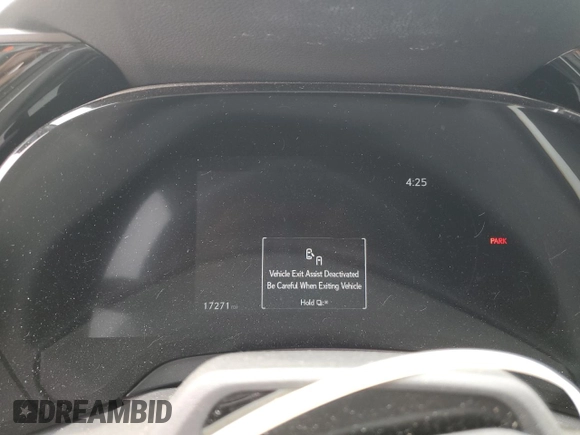 4:25
PARK
B
A
Vehicle Exit Assist Deactivated
Be Careful When Exiting Vehicle
Hold
17271
DREAMBID